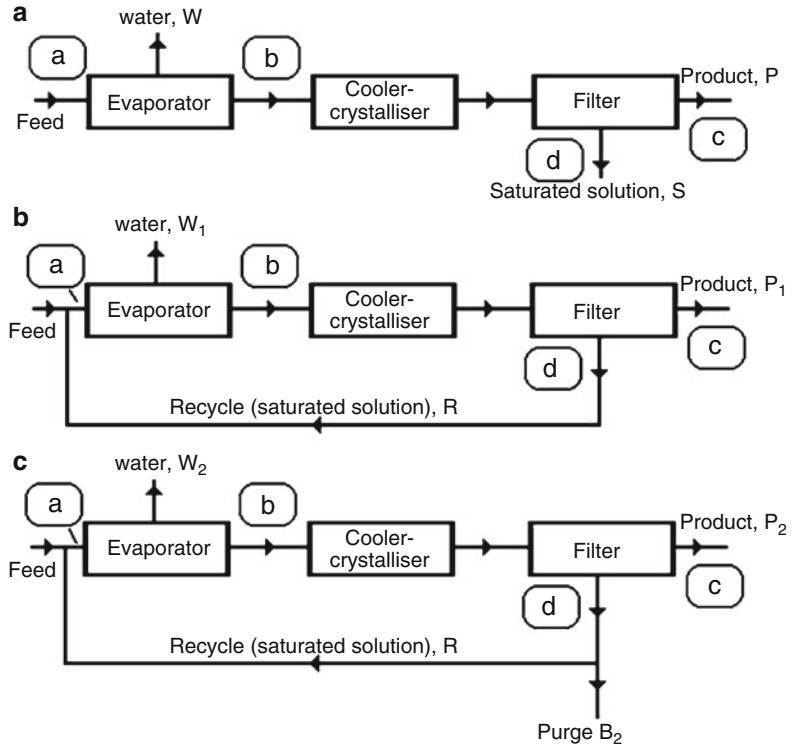 a
water, W
a
b
Evaporator
Cooler-
crystalliser
Filter
Product, P
Feed
d
c
Saturated solution, S
b
water, W₁
a
b
Evaporator
Cooler-
crystalliser
Filter
Product, P₁
Feed
d
c
Recycle (saturated solution), R
c
water, W₂
a
b
Evaporator
Cooler-
crystalliser
Filter
Product, P₂
Feed
d
c
Recycle (saturated solution), R
Purge B₂